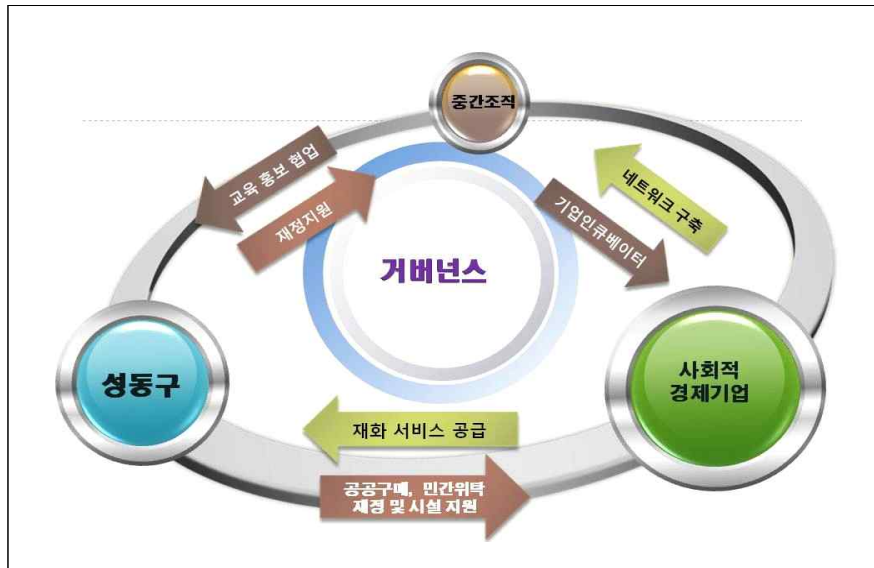 중간조직
교육 홍보 협업
재정지원
네트워크 구축
기업인큐베이터
거버넌스
성동구
사회적
경제기업
재화 서비스 공급
공공구매, 민간위탁
재정 및 시설 지원